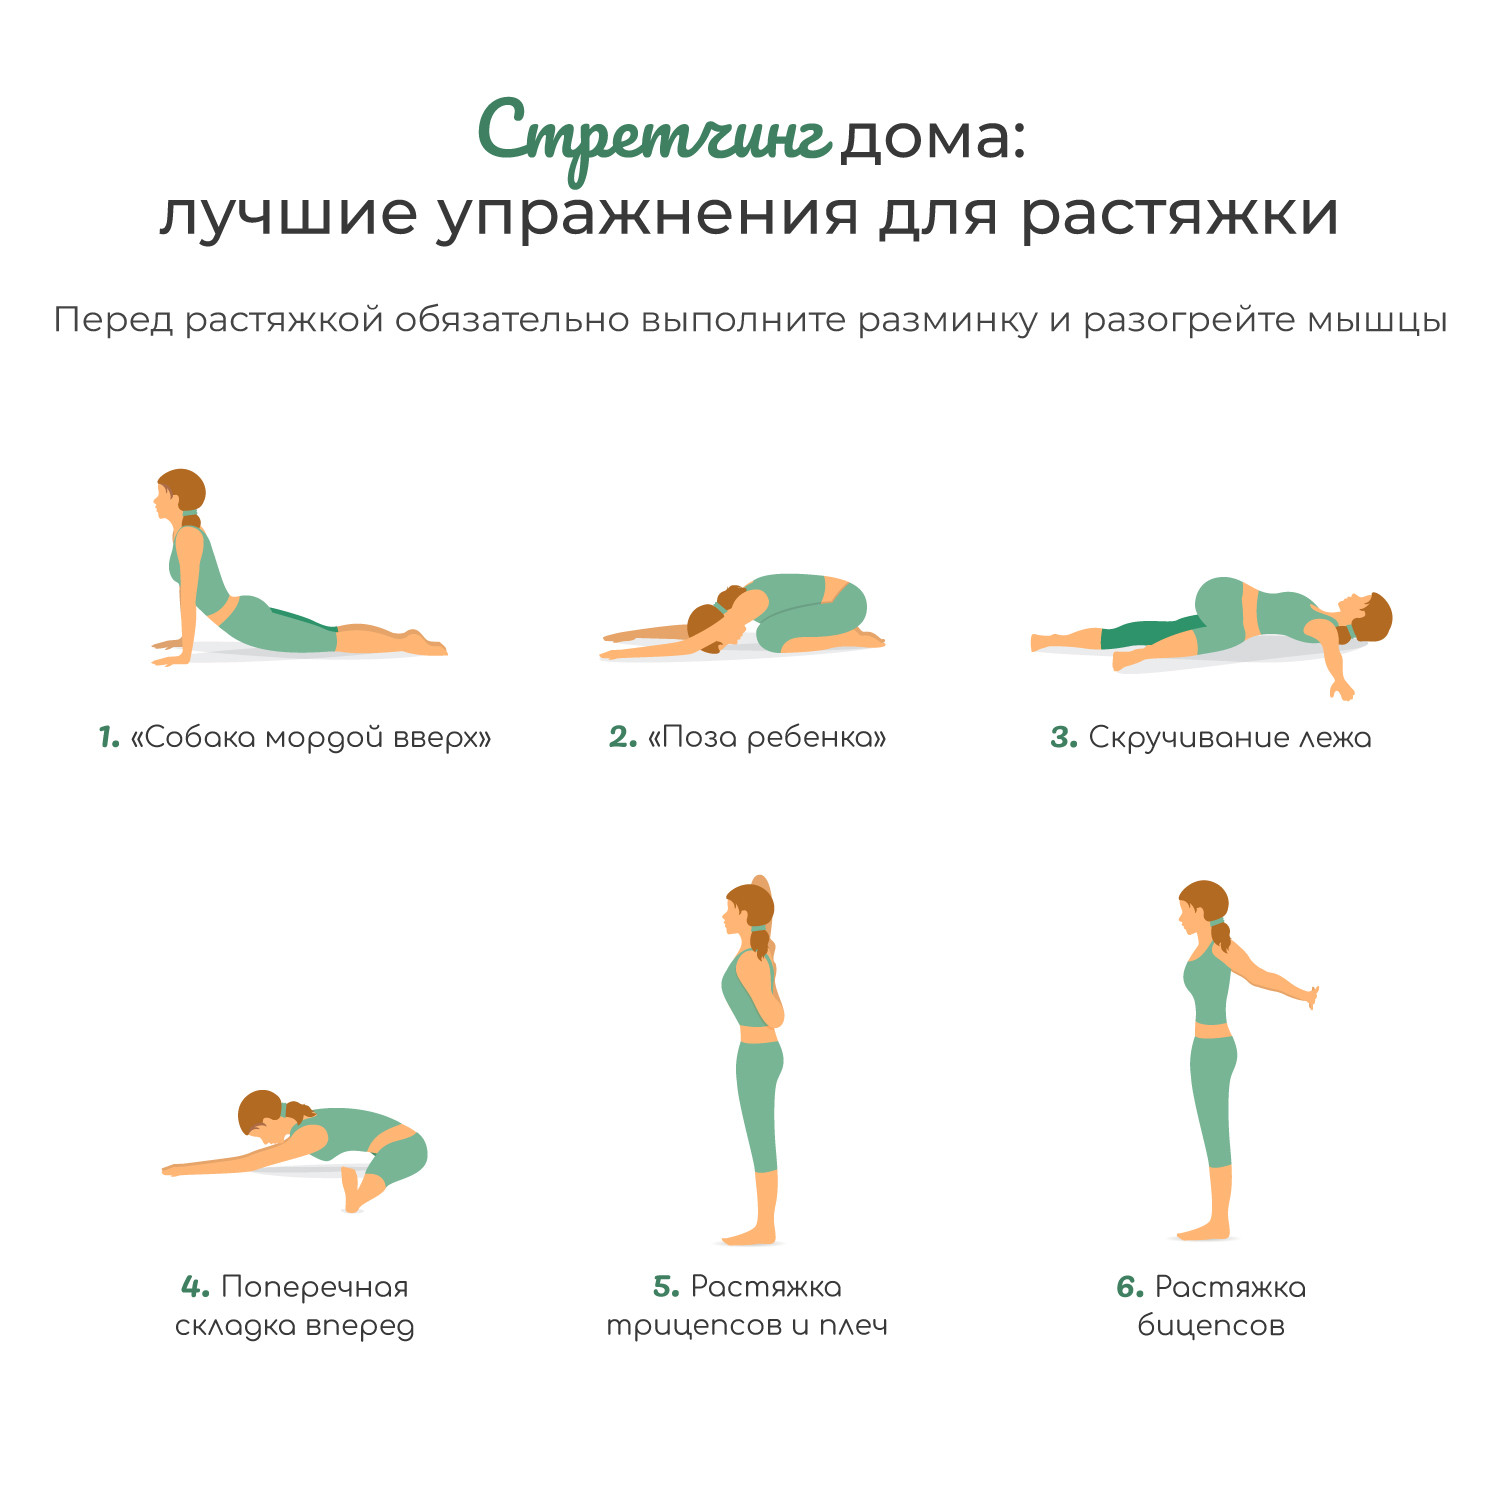 Стретчинг дома:
лучшие упражнения для растяжки
Перед растяжкой обязательно выполните разминку и разогрейте мышцы
1. «Собака мордой вверх»
2. «Поза ребенка»
3. Скручивание лежа
4. Поперечная
складка вперед
5. Растяжка
трицепсов и плеч
6. Растяжка
бицепсов